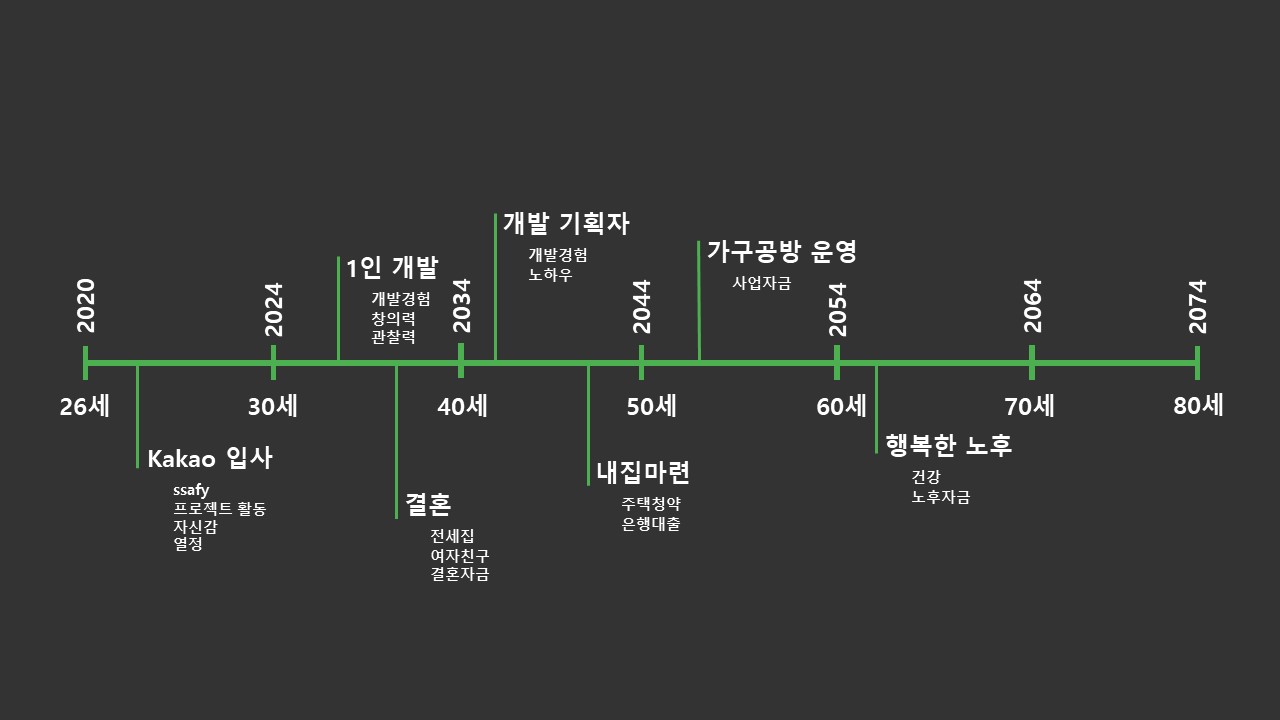 개발 기획자
개발경험
노하우
가구공방 운영
사업자금
1인 개발
개발경험
창의력
관찰력
2020
2024
2034
2044
2054
2064
2074
26세
30세
40세
50세
60세
70세
80세
Kakao 입사
ssafy
프로젝트 활동
자신감
열정
결혼
전세집
여자친구
결혼자금
내집마련
주택청약
은행대출
행복한 노후
건강
노후자금